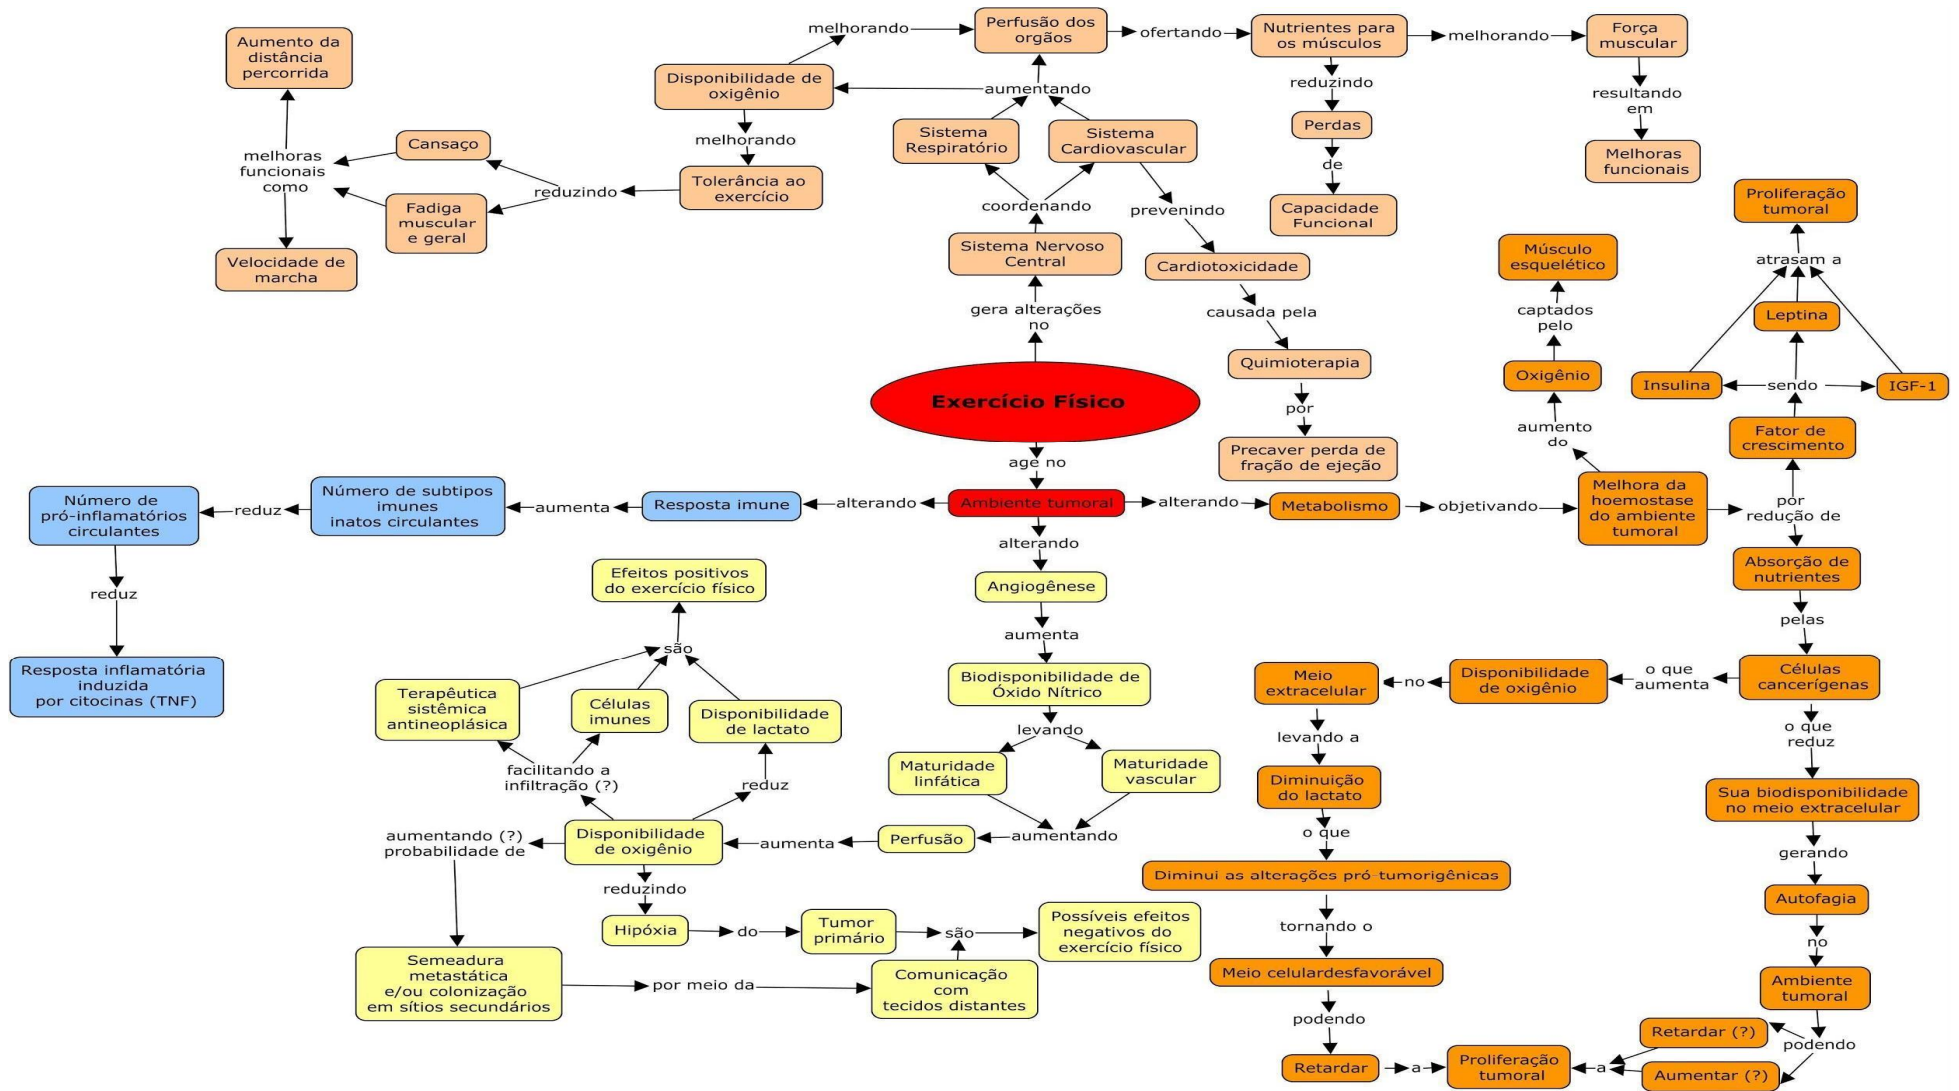 Aumento da
distância
percorrida
melhoras
funcionais
como
Velocidade de
marcha
Cansaço
Fadiga
muscular
e geral
reduzindo
Tolerância ao
exercício
melhorando
Disponibilidade de
oxigênio
melhorando
Perfusão dos
orgãos
ofertando
Nutrientes para
os músculos
melhorando
Força
muscular
resultando
em
Melhoras
funcionais
reduzindo
Perdas
de
Capacidade
Funcional
aumentando
Sistema
Respiratório
Sistema
Cardiovascular
coordenando
Sistema Nervoso
Central
gera alterações
no
prevenindo
Cardiotoxicidade
causada pela
Quimioterapia
por
Precaver perda de
fração de ejeção
Exercício Físico
age no
Ambiente tumoral
alterando
Resposta imune
aumenta
Número de subtipos
imunes
inatos circulantes
reduz
Número de
pró-inflamatórios
circulantes
reduz
Resposta inflamatória
induzida
por citocinas (TNF)
alterando
Metabolismo
objetivando
Melhora da
hoemostase
do ambiente
tumoral
aumento
do
Oxigênio
captados
pelo
Músculo
esquelético
por
redução de
Fator de
crescimento
sendo
Insulina
Leptina
IGF-1
atrasam a
Proliferação
tumoral
Absorção de
nutrientes
pelas
Células
cancerígenas
o que
aumenta
Disponibilidade
de oxigênio
no
Meio
extracelular
levando a
Diminuição
do lactato
o que
Diminui as alterações pró-tumorigênicas
tornando o
Meio celulardesfavorável
podendo
Retardar
a
Proliferação
tumoral
o que
reduz
Sua biodisponibilidade
no meio extracelular
gerando
Autofagia
no
Ambiente
tumoral
podendo
Retardar (?)
Aumentar (?)
a
alterando
Angiogênese
aumenta
Biodisponibilidade de
Óxido Nítrico
levando
Maturidade
linfática
Maturidade
vascular
aumentando
Perfusão
aumenta
Disponibilidade
de oxigênio
reduz
Disponibilidade
de lactato
facilitando a
infiltração (?)
Terapêutica
sistêmica
antineoplásica
Células
imunes
são
Efeitos positivos
do exercício físico
aumentando (?)
probabilidade de
Semeadura
metastática
e/ou colonização
em sítios secundários
por meio da
Comunicação
com
tecidos distantes
reduzindo
Hipóxia
do
Tumor
primário
são
Possíveis efeitos
negativos do
exercício físico